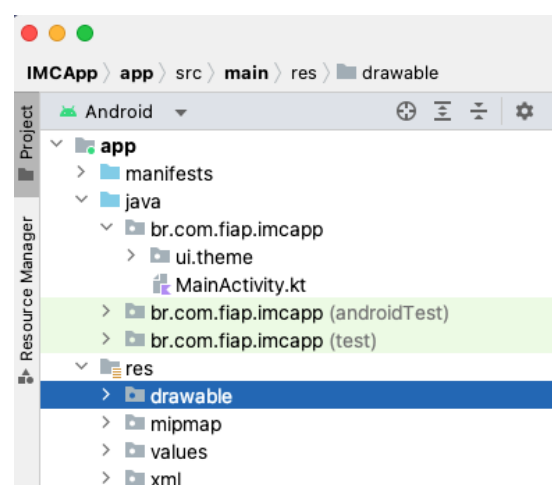 IMCApp 〉 app 〉 src 〉 main 〉 res 〉 drawable
Project
Resource Manager
Android
app
manifests
java
br.com.fiap.imcapp
ui.theme
MainActivity.kt
br.com.fiap.imcapp (androidTest)
br.com.fiap.imcapp (test)
res
drawable
mipmap
values
xml